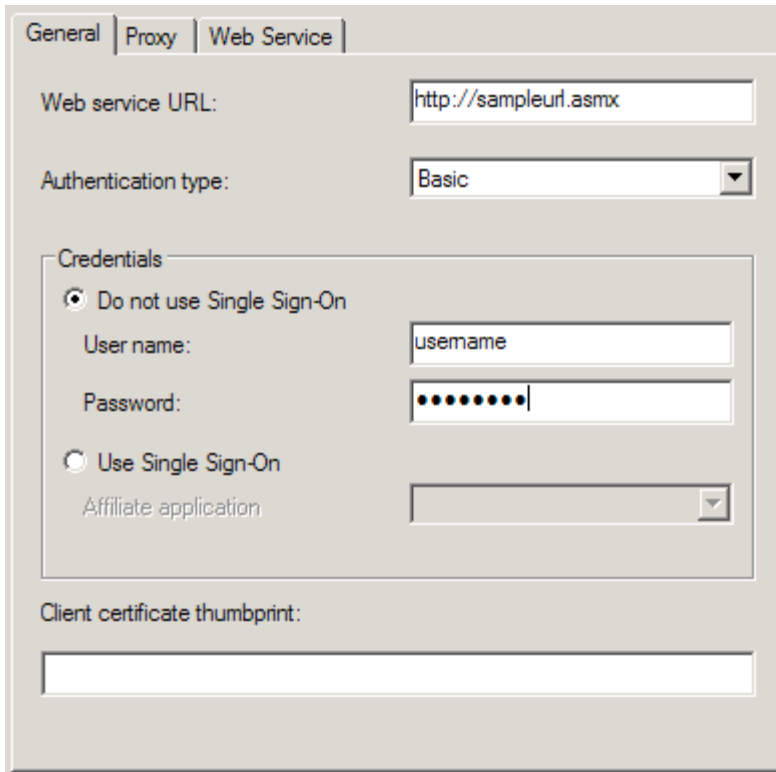 General Proxy Web Service
Web service URL: http://sampleurl.asmx
Authentication type: Basic
Credentials
Do not use Single Sign-On
User name: username
Password: ••••••••
Use Single Sign-On
Affiliate application
Client certificate thumbprint: